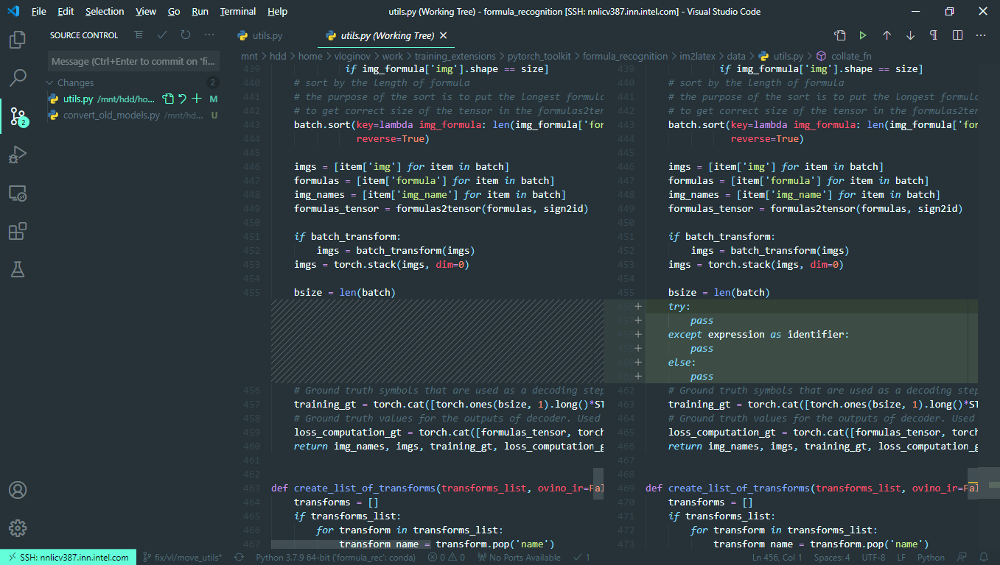 File Edit Selection View Go Run Terminal Help
utils.py (Working Tree) - formula_recognition [SSH: nnlicv387.inn.intel.com] - Visual Studio Code
SOURCE CONTROL
Message (Ctrl+Enter to commit on 'fi...
Changes 2
utils.py /mnt/hdd/ho... M
convert_old_models.py /mnt/hd... U
2
utils.py
utils.py (Working Tree)
mnt > hdd > home > vloginov > work > training_extensions > pytorch_toolkit > formula_recognition > im2latex > data > utils.py > collate_fn
439 if img_formula['img'].shape == size]
440 # sort by the length of formula
441 # the purpose of the sort is to put the longest formula
442 # to get correct size of the tensor in the formulas2ten
443 batch.sort(key=lambda img_formula: len(img_formula['for
444 reverse=True)
445
446 imgs = [item['img'] for item in batch]
447 formulas = [item['formula'] for item in batch]
448 img_names = [item['img_name'] for item in batch]
449 formulas_tensor = formulas2tensor(formulas, sign2id)
450
451 if batch_transform:
452 imgs = batch_transform(imgs)
453 imgs = torch.stack(imgs, dim=0)
454
455 bsize = len(batch)
456 # Ground truth symbols that are used as a decoding step
457 training_gt = torch.cat([torch.ones(bsize, 1).long()*ST
458 # Ground truth values for the outputs of decoder. Used
459 loss_computation_gt = torch.cat([formulas_tensor, torch
460 return img_names, imgs, training_gt, loss_computation_g
461
462
463 def create_list_of_transforms(transforms_list, ovino_ir=Fal
464 transforms = []
465 if transforms_list:
466 for transform in transforms_list:
467 transform_name = transform.pop('name')
439 if img_formula['img'].shape == size]
440 # sort by the length of formula
441 # the purpose of the sort is to put the longest formula
442 # to get correct size of the tensor in the formulas2ten
443 batch.sort(key=lambda img_formula: len(img_formula['for
444 reverse=True)
445
446 imgs = [item['img'] for item in batch]
447 formulas = [item['formula'] for item in batch]
448 img_names = [item['img_name'] for item in batch]
449 formulas_tensor = formulas2tensor(formulas, sign2id)
450
451 if batch_transform:
452 imgs = batch_transform(imgs)
453 imgs = torch.stack(imgs, dim=0)
454
455 bsize = len(batch)
+ try:
+ pass
+ except expression as identifier:
+ pass
+ else:
+ pass
462 # Ground truth symbols that are used as a decoding step
463 training_gt = torch.cat([torch.ones(bsize, 1).long()*ST
464 # Ground truth values for the outputs of decoder. Used
465 loss_computation_gt = torch.cat([formulas_tensor, torch
466 return img_names, imgs, training_gt, loss_computation_g
467
468
469 def create_list_of_transforms(transforms_list, ovino_ir=Fal
470 transforms = []
471 if transforms_list:
472 for transform in transforms_list:
473 transform_name = transform.pop('name')
SSH: nnlicv387.inn.intel.com fix/vl/move_utils* Python 3.7.9 64-bit ('formula_rec': conda) 0 0 No Ports Available 1 Ln 456, Col 1 Spaces: 4 UTF-8 LF Python